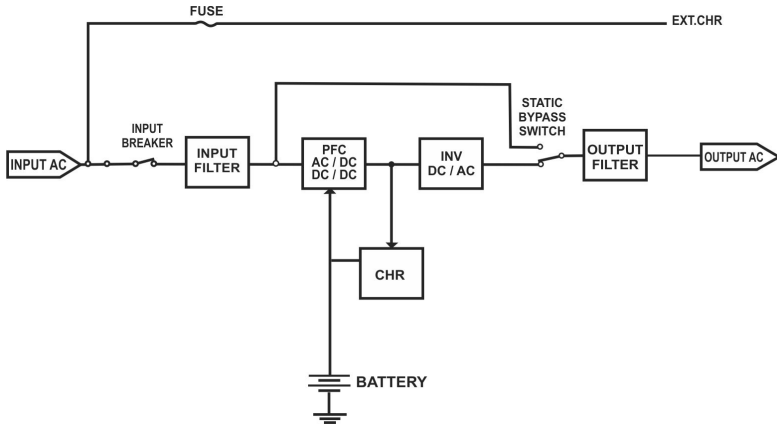 FUSE
EXT.CHR
STATIC
BYPASS
SWITCH
INPUT
BREAKER
INPUT AC
INPUT
FILTER
PFC
AC / DC
DC / DC
INV
DC / AC
OUTPUT
FILTER
OUTPUT AC
CHR
BATTERY